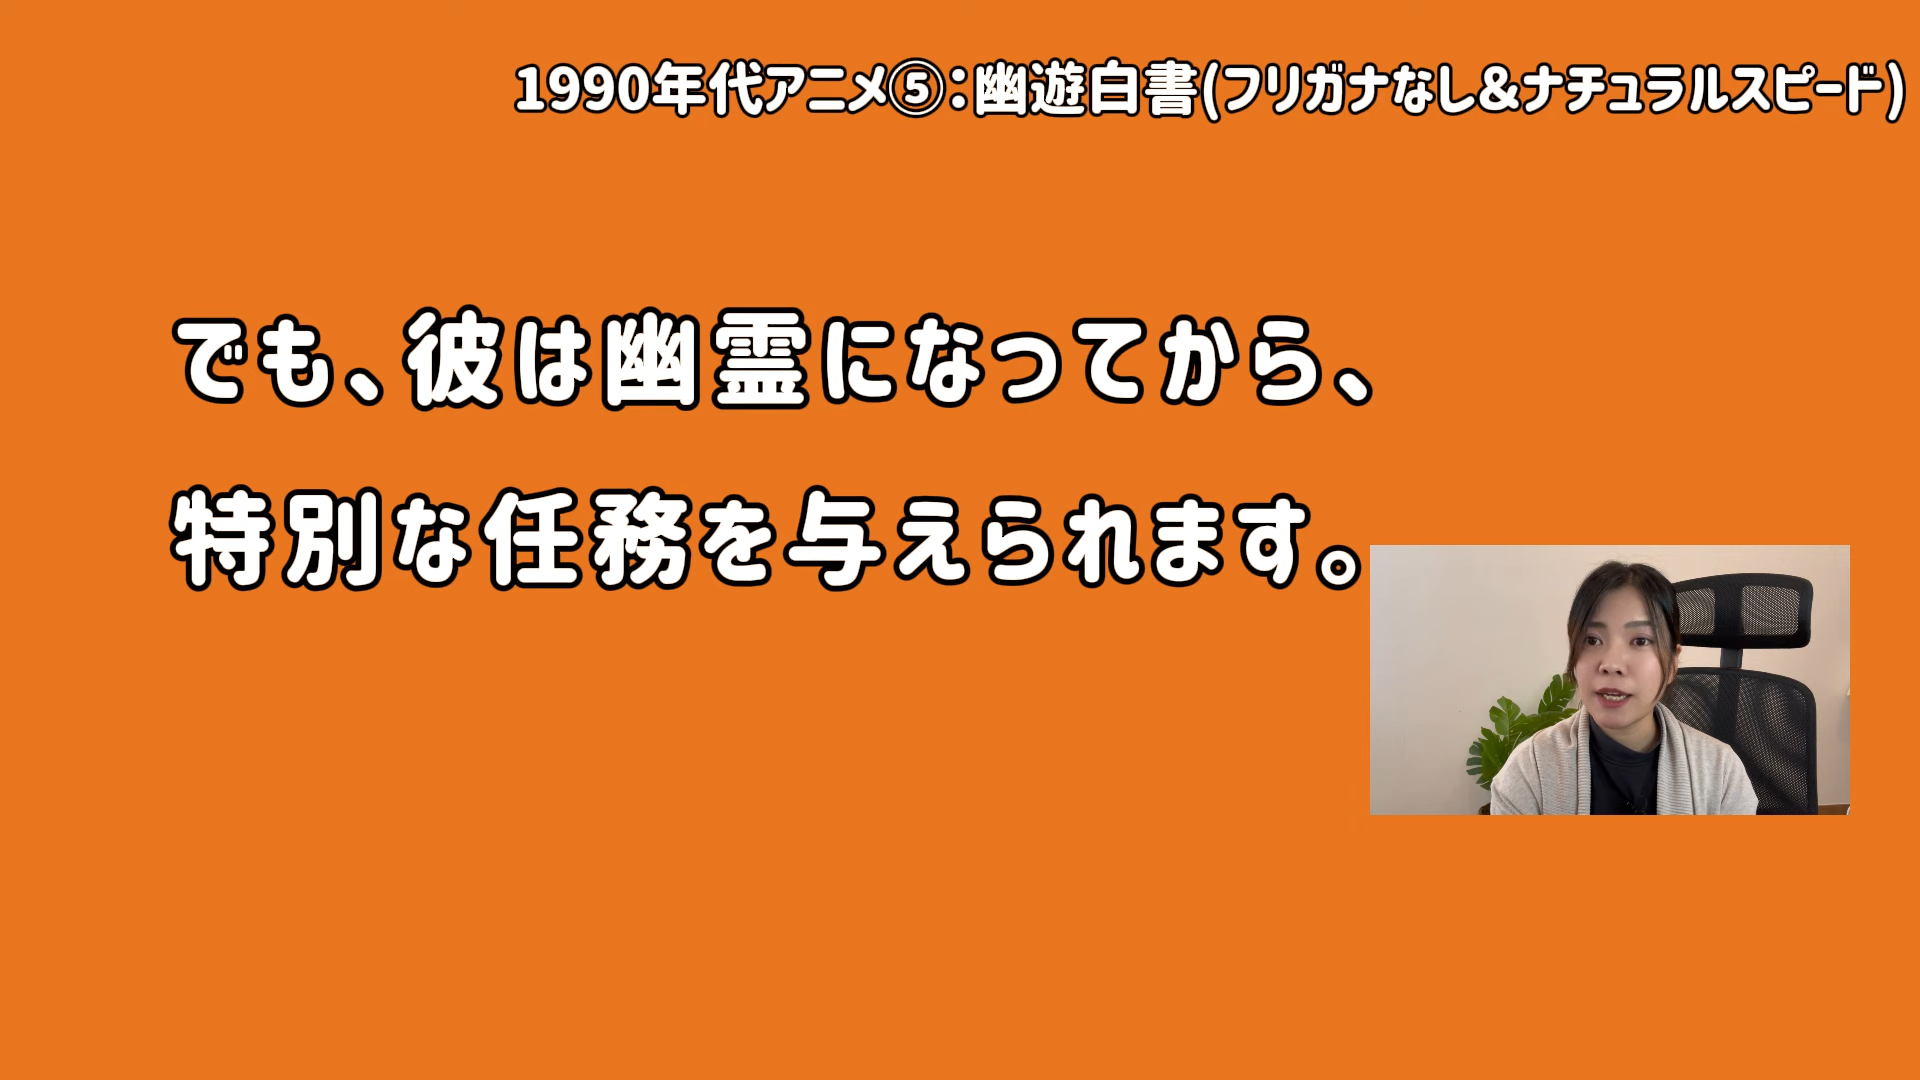 1990年代アニメ⑤：幽遊白書(フリガナなし&ナチュラルスピード)
でも、彼は幽霊になってから、
特別な任務を与えられます。